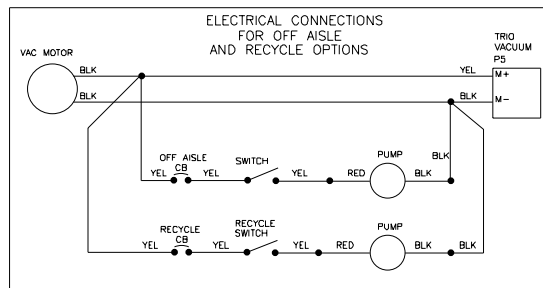 ELECTRICAL CONNECTIONS
FOR OFF AISLE
AND RECYCLE OPTIONS
VAC MOTOR
TRIO
VACUUM
P5
BLK
YEL
M+
BLK
BLK
M-
OFF AISLE
CB
SWITCH
PUMP
BLK
YEL
YEL
YEL
RED
BLK
RECYCLE
CB
RECYCLE
SWITCH
PUMP
YEL
YEL
YEL
RED
BLK
BLK